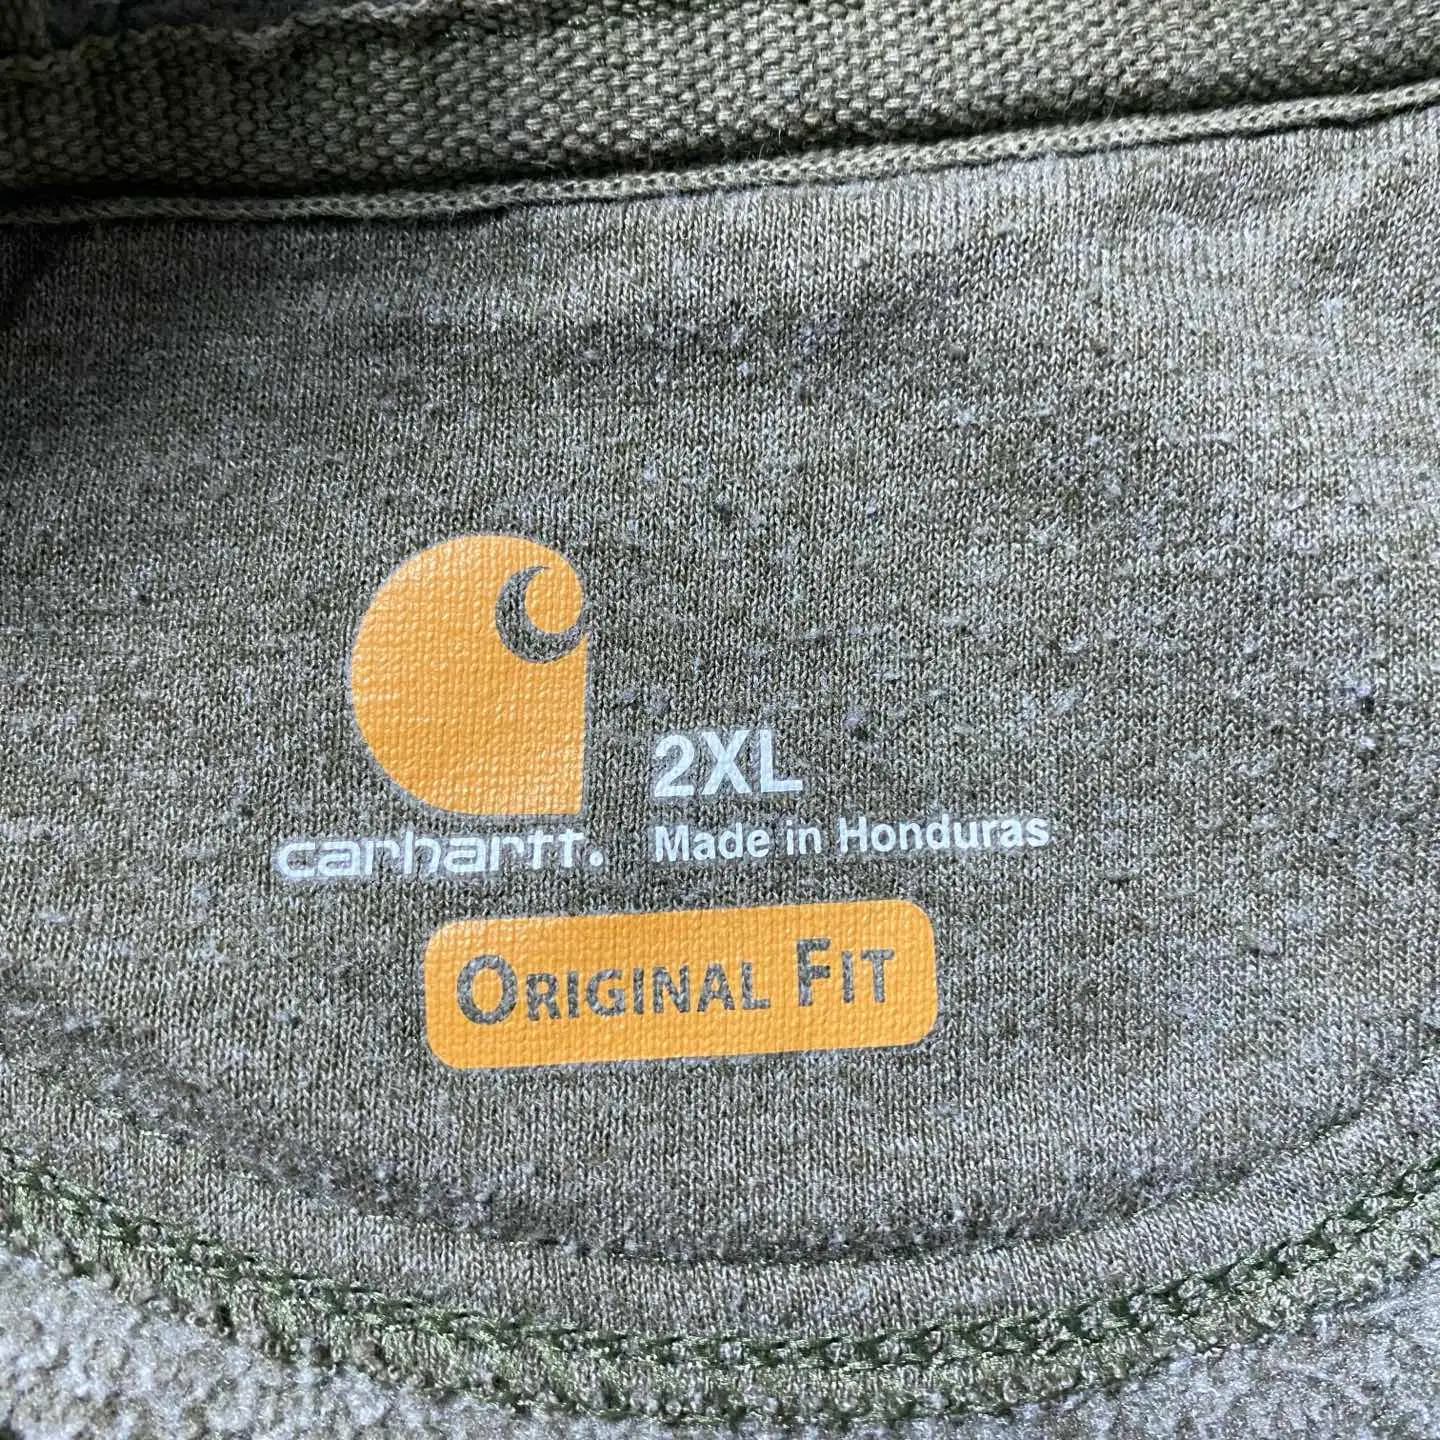 carhartt.
2XL
Made in Honduras
ORIGINAL FIT